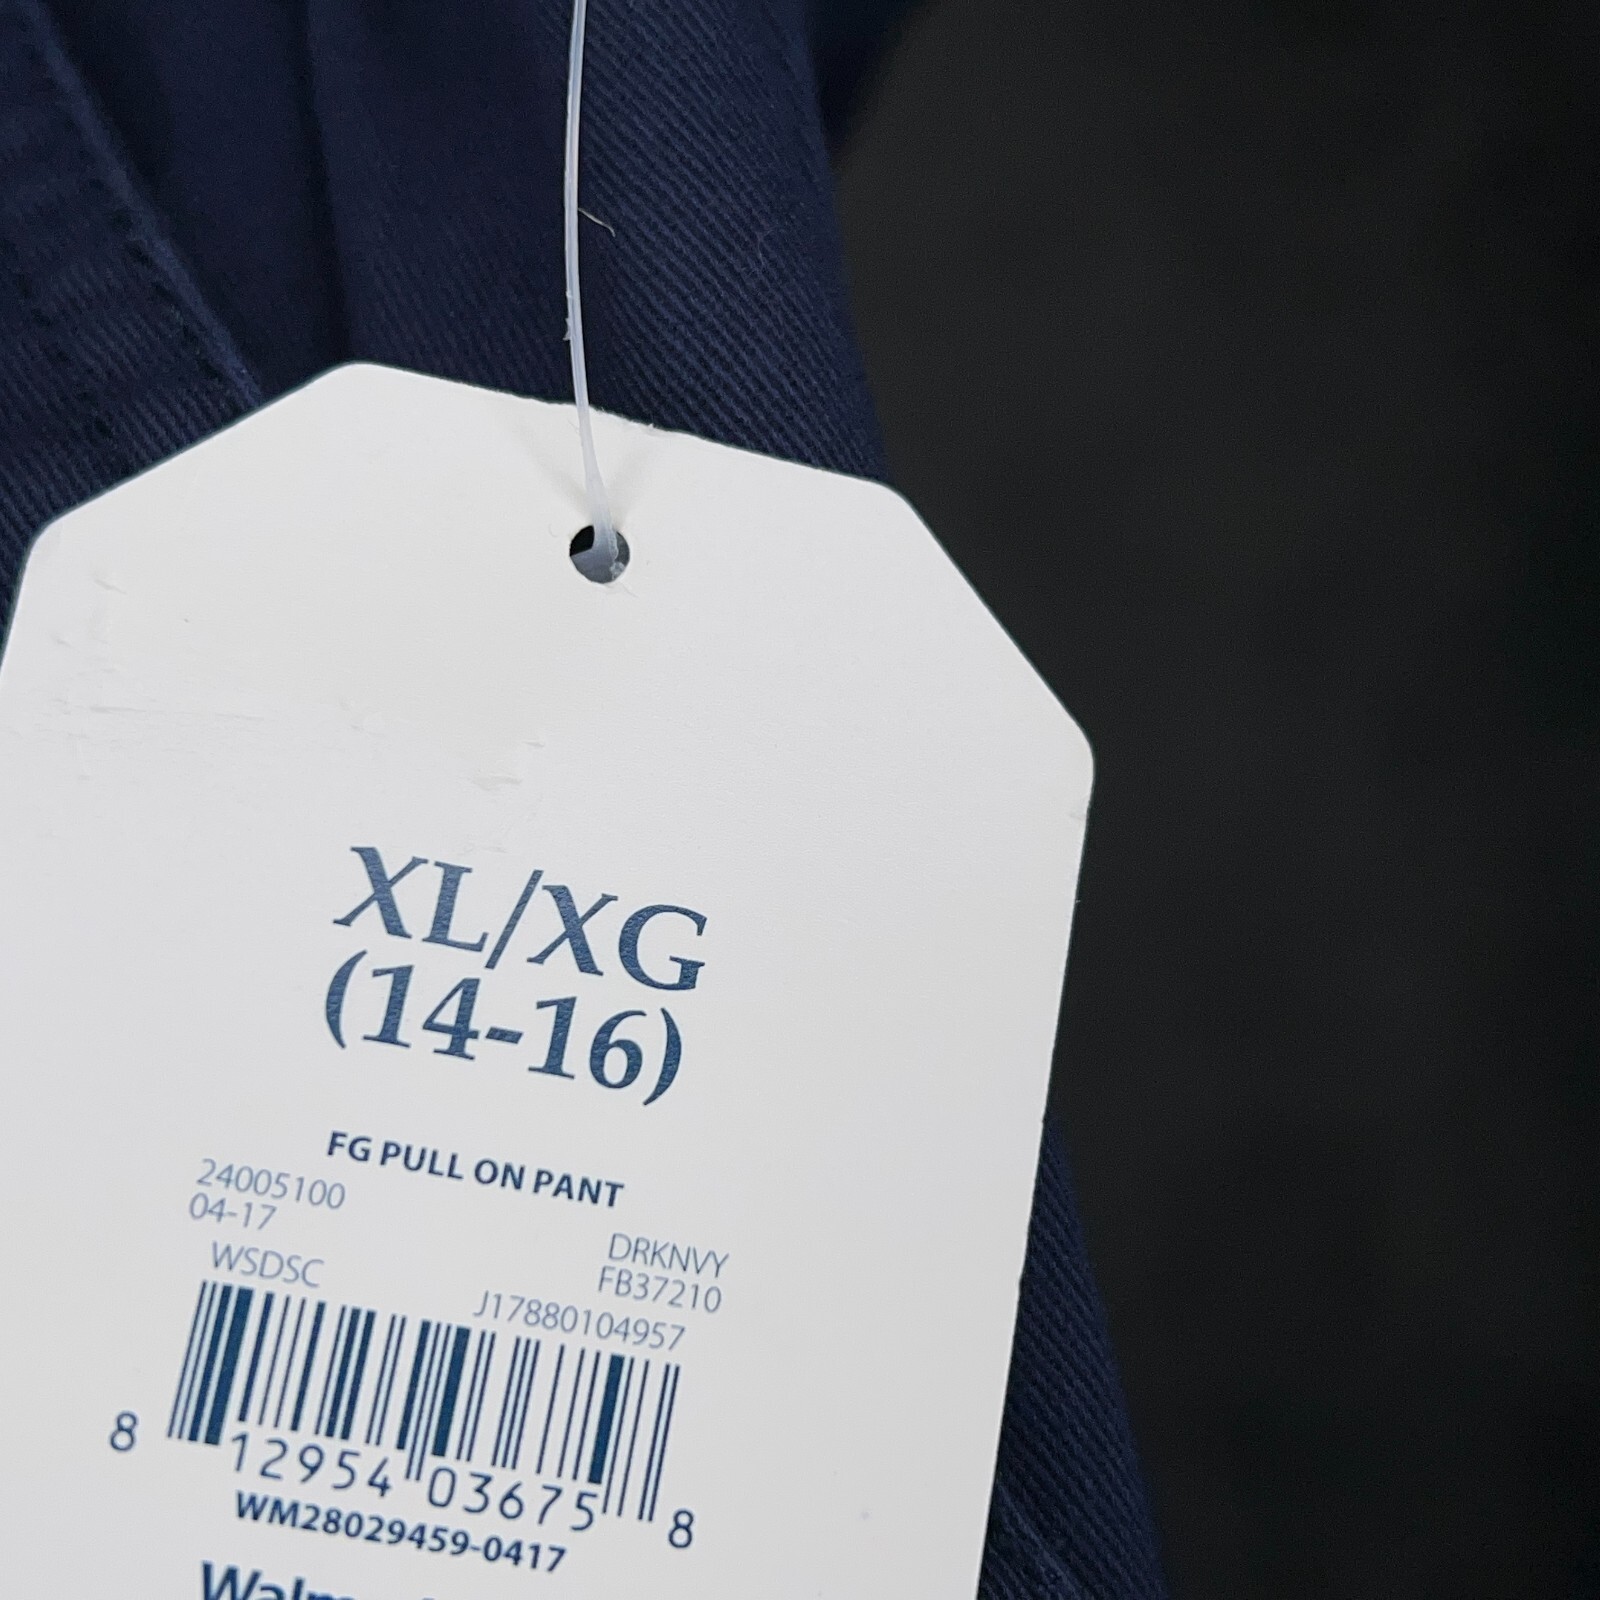 XL/XG
(14-16)
FG PULL ON PANT
24005100
04-17
DRKNVY
WSDSC
FB37210
J17880104957
8 12954 03675 8
WM28029459-0417